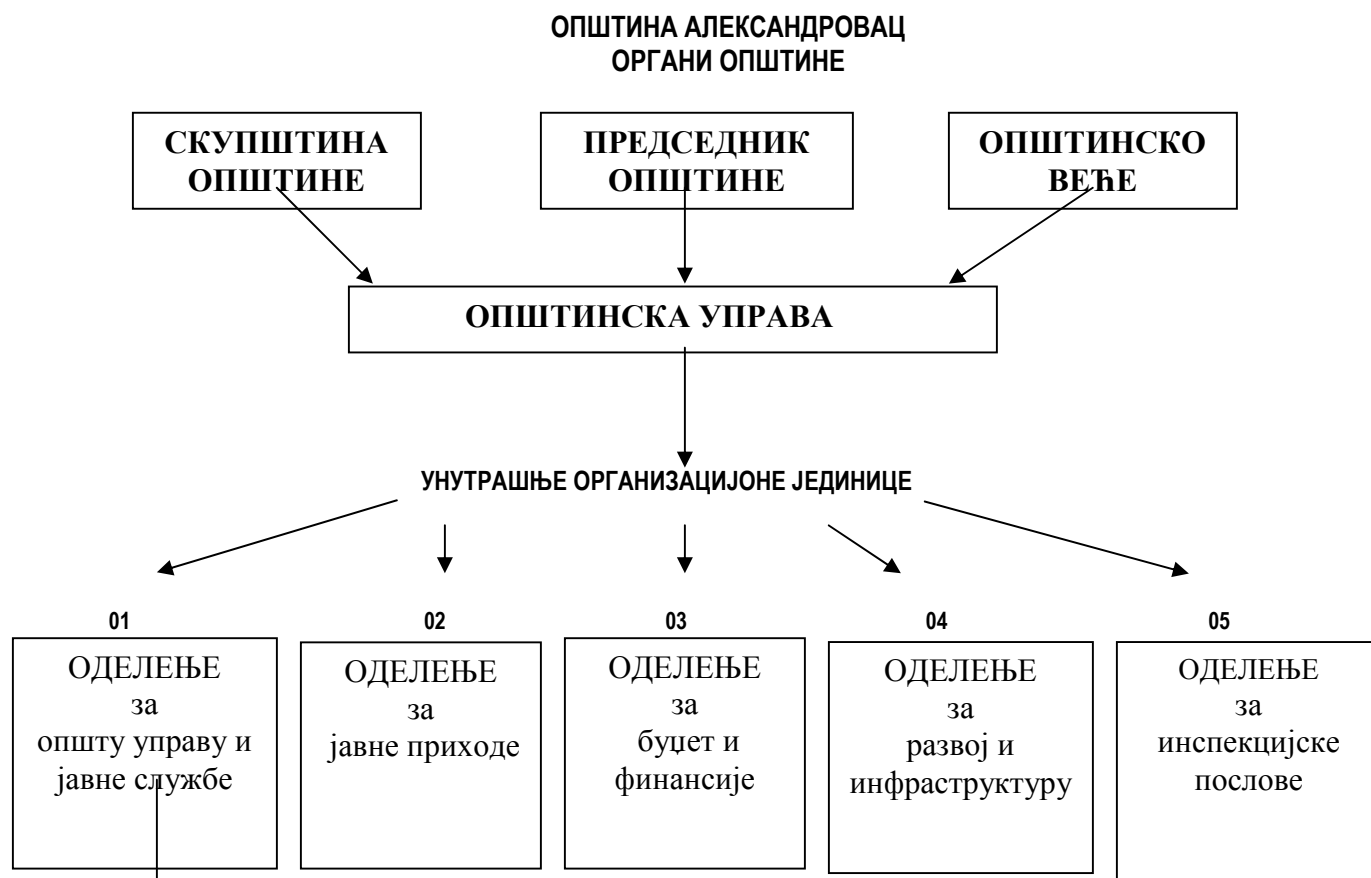 ОПШТИНА АЛЕКСАНДРОВАЦ
ОРГАНИ ОПШТИНЕ
СКУПШТИНА
ОПШТИНЕ
ПРЕДСЕДНИК
ОПШТИНЕ
ОПШТИНСКО
ВЕЋЕ
ОПШТИНСКА УПРАВА
УНУТРАШЊЕ ОРГАНИЗАЦИЈОНЕ ЈЕДИНИЦЕ
01
ОДЕЛЕЊЕ
за
општу управу и
јавне службе
02
ОДЕЛЕЊЕ
за
јавне приходе
03
ОДЕЛЕЊЕ
за
буџет и
финансије
04
ОДЕЛЕЊЕ
за
развој и
инфраструктуру
05
ОДЕЛЕЊЕ
за
инспекцијске
послове